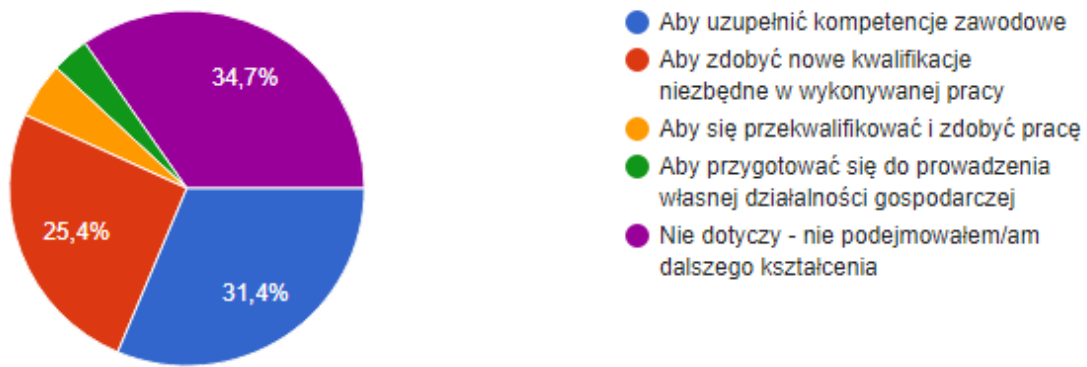 34,7%
25,4%
31,4%
Aby uzupełnić kompetencje zawodowe
Aby zdobyć nowe kwalifikacje
niezbędne w wykonywanej pracy
Aby się przekwalifikować i zdobyć pracę
Aby przygotować się do prowadzenia
własnej działalności gospodarczej
Nie dotyczy - nie podejmowałem/am
dalszego kształcenia